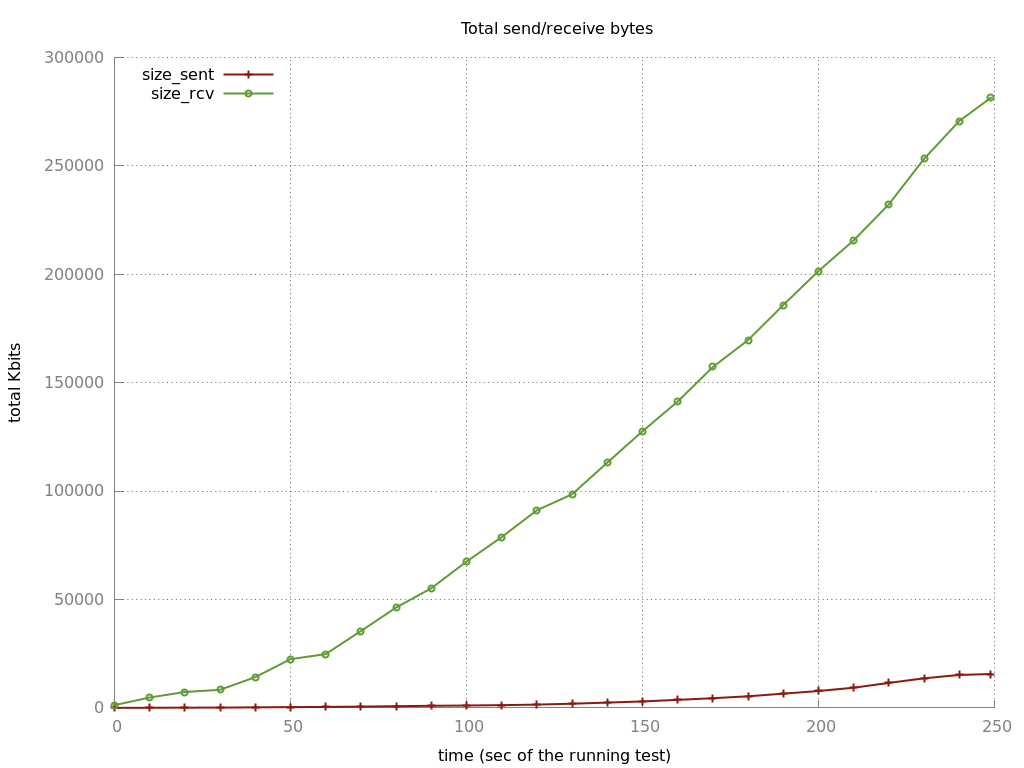 Total send/receive bytes
300000
size_sent
size_rcv
250000
200000
total Kbits
150000
100000
50000
0
0 50 100 150 200 250
time (sec of the running test)